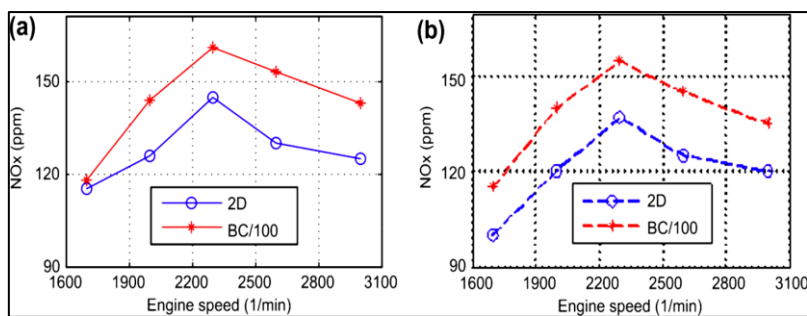 (a)
NOx (ppm)
150
120
90
2D
BC/100
1600 1900 2200 2500 2800 3100
Engine speed (1/min)
(b)
NOx (ppm)
150
120
90
2D
BC/100
1600 1900 2200 2500 2800 3100
Engine speed (1/min)